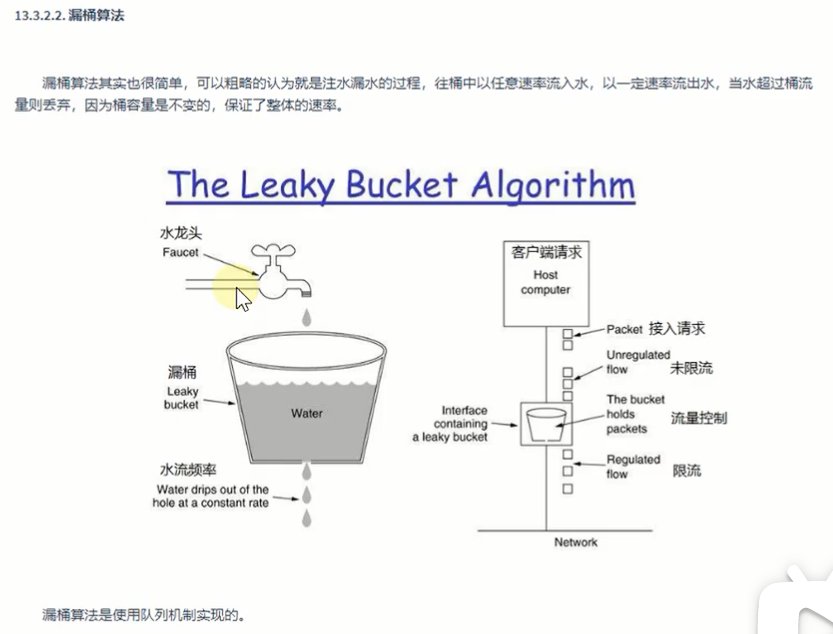 13.3.2.2. 漏桶算法
漏桶算法其实也很简单，可以粗略的认为就是注水漏水的过程，往桶中以任意速率流入水，以一定速率流出水，当水超过桶流
量则丢弃，因为桶容量是不变的，保证了整体的速率。
The Leaky Bucket Algorithm
水龙头
Faucet
漏桶
Leaky
bucket
Water
水流频率
Water drips out of the
hole at a constant rate
客户端请求
Host
computer
Packet 接入请求
Unregulated
flow 未限流
Interface
containing
a leaky bucket
The bucket
holds
packets 流量控制
Regulated
flow 限流
Network
漏桶算法是使用队列机制实现的。